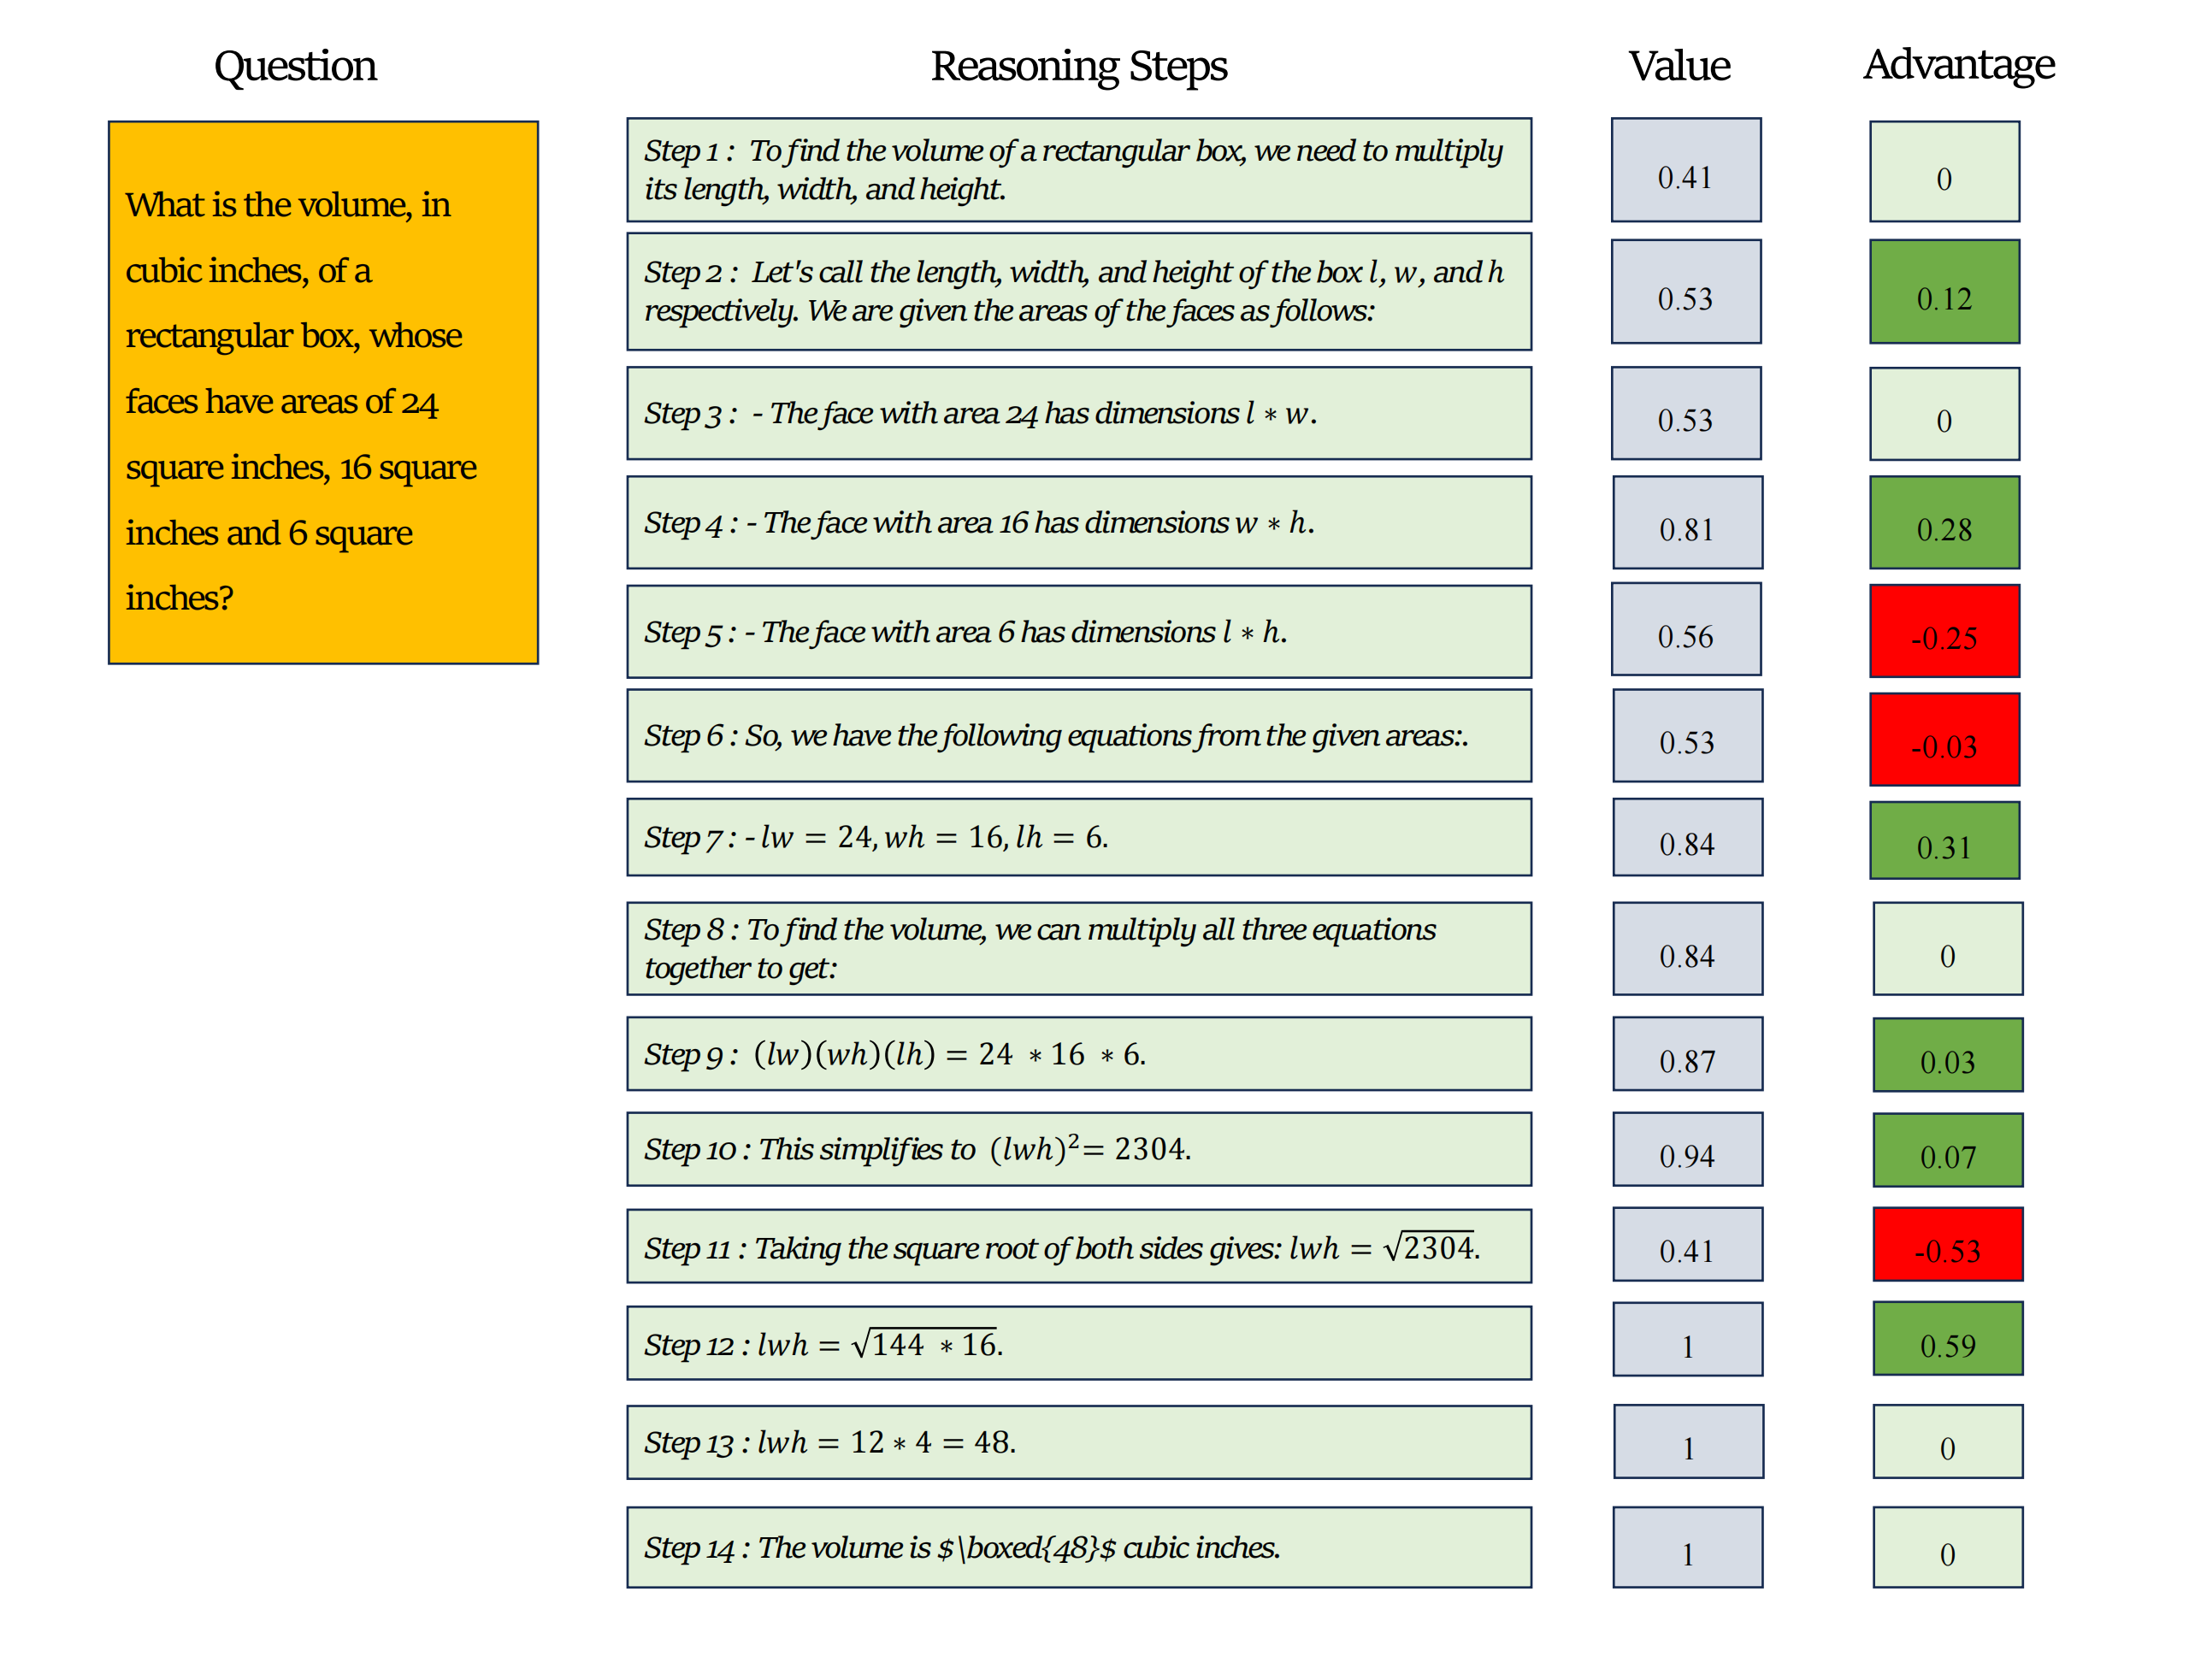 Question
Reasoning Steps
Value
Advantage
What is the volume, in
cubic inches, of a
rectangular box, whose
faces have areas of 24
square inches, 16 square
inches and 6 square
inches?
Step 1 : To find the volume of a rectangular box, we need to multiply
its length, width, and height.
0.41
0
Step 2 : Let's call the length, width, and height of the box l, w, and h
respectively. We are given the areas of the faces as follows:
0.53
0.12
Step 3 : - The face with area 24 has dimensions l ∗ w.
0.53
0
Step 4 : - The face with area 16 has dimensions w ∗ h.
0.81
0.28
Step 5 : - The face with area 6 has dimensions l ∗ h.
0.56
-0.25
Step 6 : So, we have the following equations from the given areas:.
0.53
-0.03
Step 7 : - lw = 24, wh = 16, lh = 6.
0.84
0.31
Step 8 : To find the volume, we can multiply all three equations
together to get:
0.84
0
Step 9 : (lw)(wh)(lh) = 24 ∗ 16 ∗ 6.
0.87
0.03
Step 10 : This simplifies to (lwh)²= 2304.
0.94
0.07
Step 11 : Taking the square root of both sides gives: lwh = √2304.
0.41
-0.53
Step 12 : lwh = √144 ∗ 16.
1
0.59
Step 13 : lwh = 12 ∗ 4 = 48.
1
0
Step 14 : The volume is $\boxed{48}$ cubic inches.
1
0